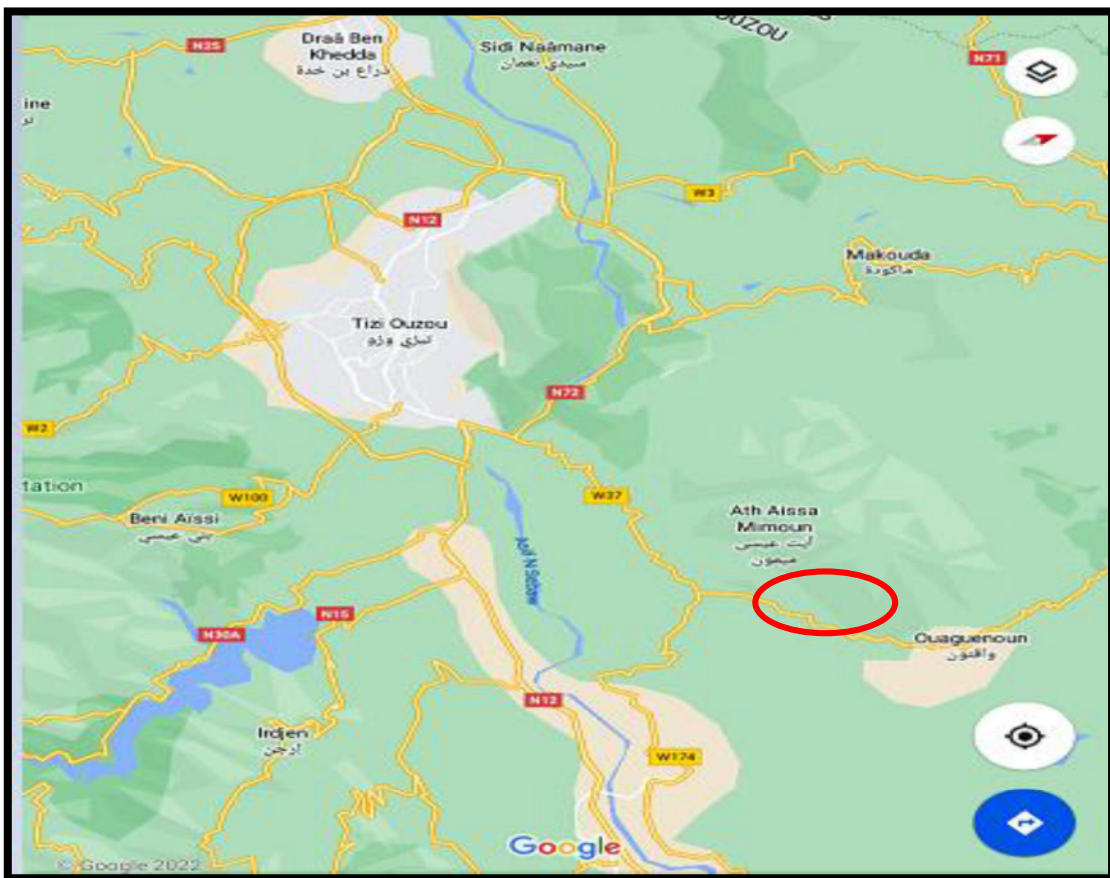 OUZOU
Draâ Ben
Khedda
ذراع بن خدة
N25
Sidi Naâmane
سيدي نعمان
N71
ine
W3
N12
Makouda
ماكودة
Tizi Ouzou
تيزي وزو
N72
W2
tation
W100
W37
Beni Aïssi
بني عيسي
Ath Aissa
Mimoun
آيت عيسى
ميمون
N15
N30A
Ouaguenoun
واقنون
N12
Irdjen
إرجن
W174
Google
© Google 2022